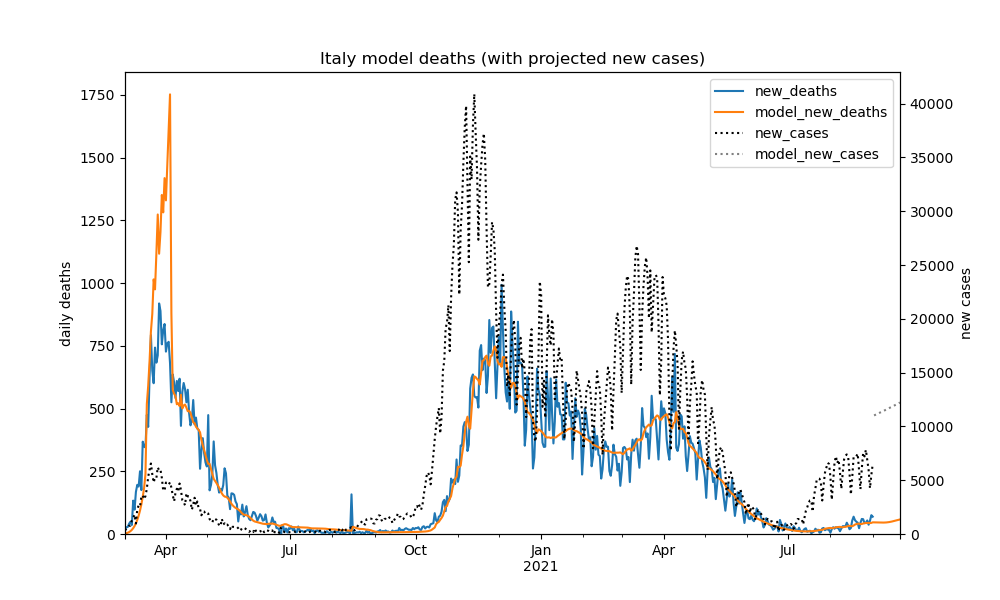 Italy model deaths (with projected new cases)
new_deaths
model_new_deaths
new_cases
model_new_cases
daily deaths
1750
1500
1250
1000
750
500
250
0
new cases
40000
35000
30000
25000
20000
15000
10000
5000
0
Apr
Jul
Oct
Jan
2021
Apr
Jul